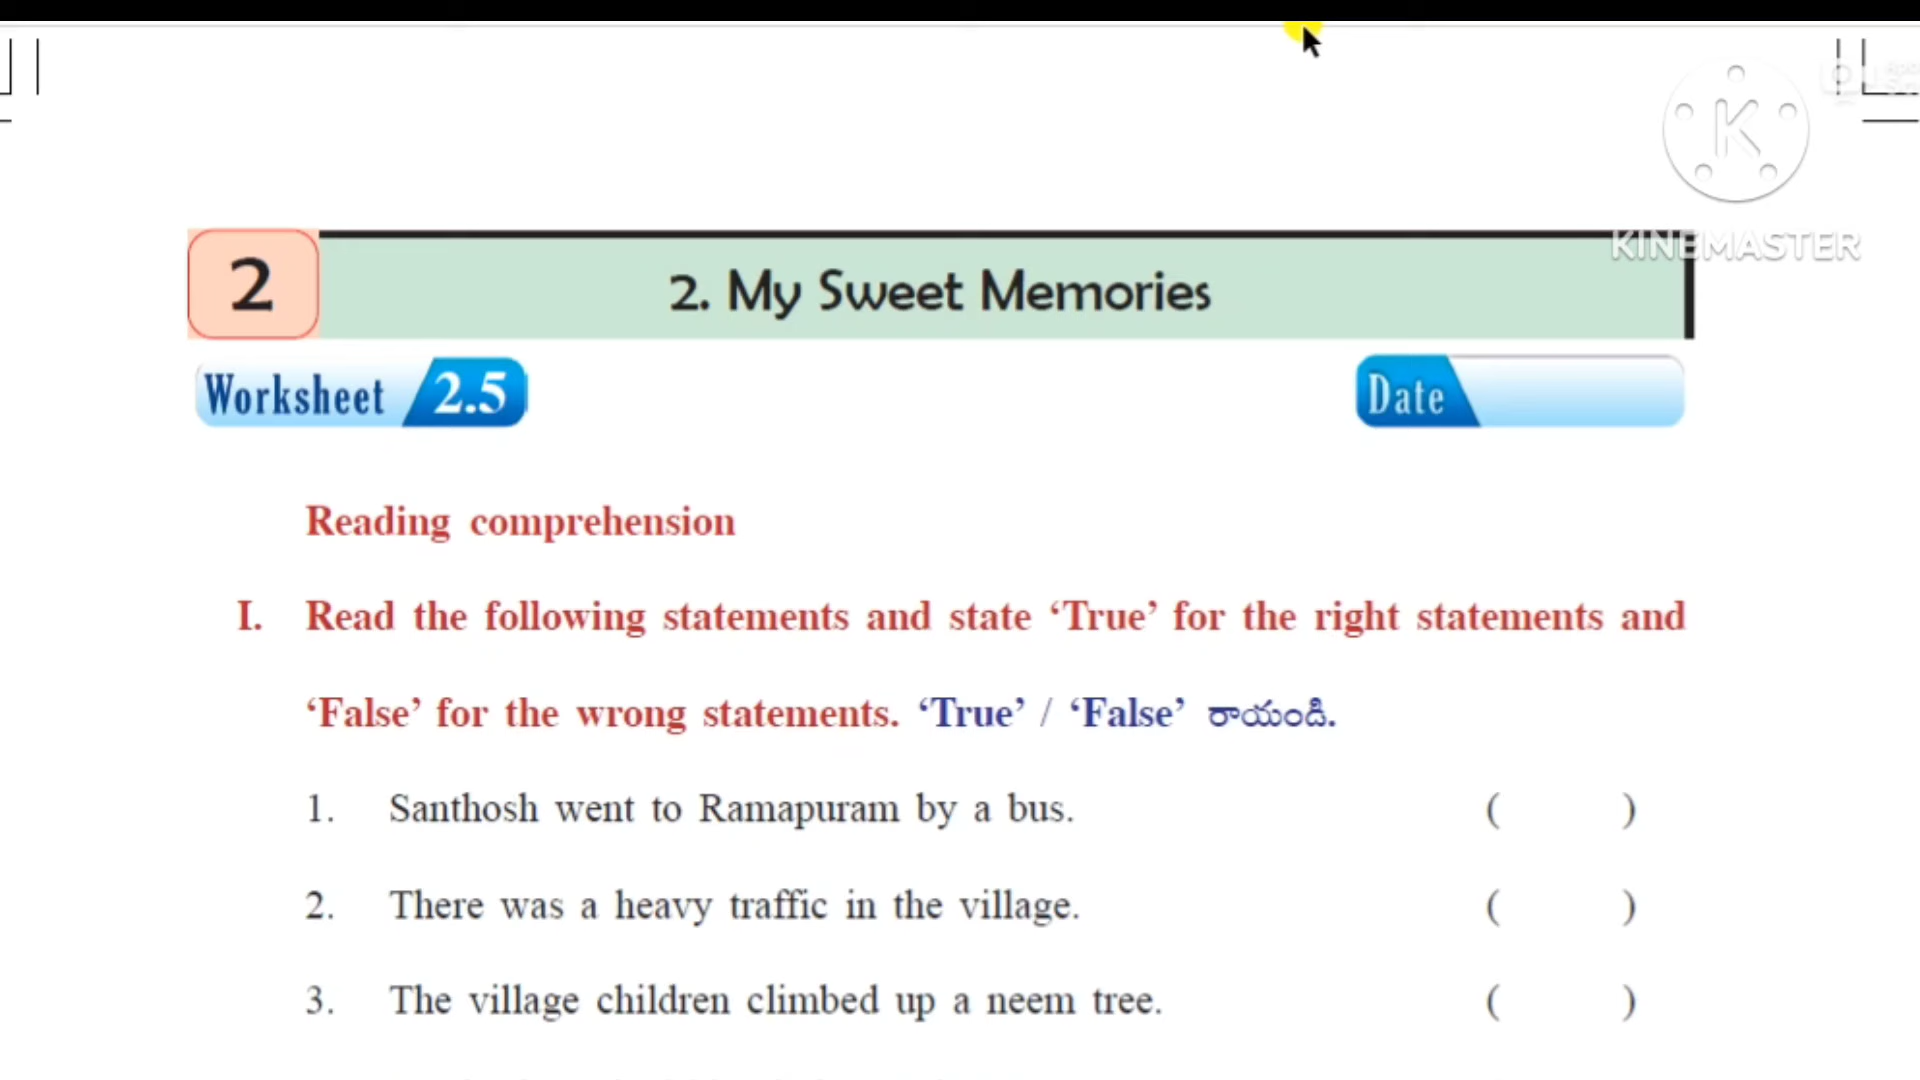 K
KINEMASTER
2
2. My Sweet Memories
Worksheet 2.5
Date
Reading comprehension
I. Read the following statements and state ‘True’ for the right statements and
‘False’ for the wrong statements. ‘True’ / ‘False’ రాయండి.
1. Santhosh went to Ramapuram by a bus. ( )
2. There was a heavy traffic in the village. ( )
3. The village children climbed up a neem tree. ( )